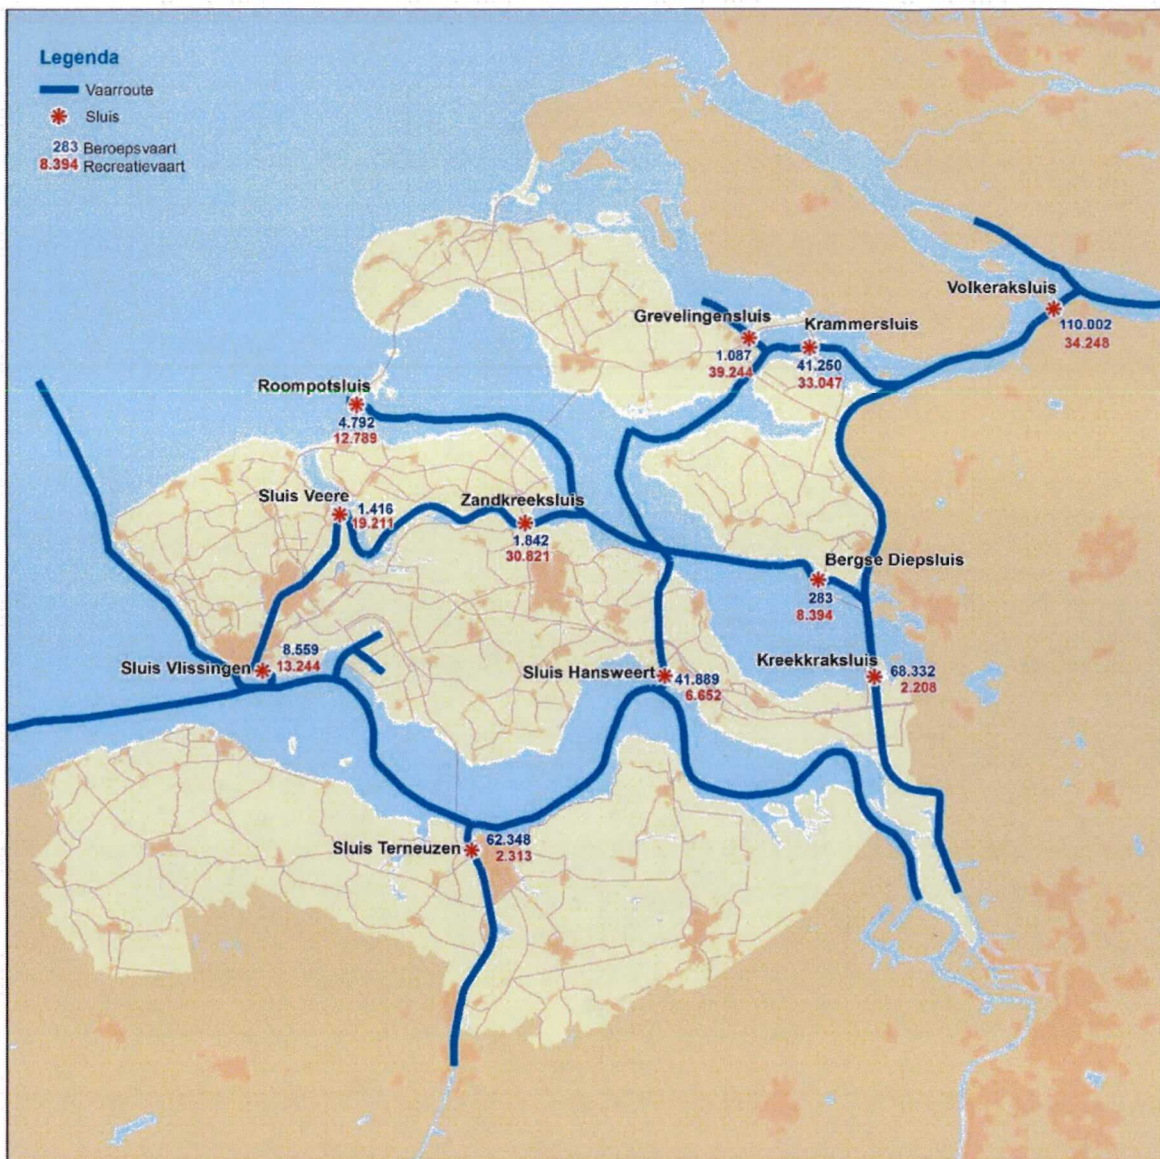 Legenda
Vaarroute
Sluis
283 Beroepsvaart
8.394 Recreatievaart
Volkeraksluis
110.002
34.248
Grevelingensluis
1.087
39.244
Krammersluis
41.250
33.047
Roompotsluis
4.792
12.789
Sluis Veere
1.416
19.211
Zandkreeksluis
1.842
30.821
Bergse Diepsluis
283
8.394
Sluis Vlissingen
8.559
13.244
Sluis Hansweert
41.889
6.652
Kreekkraksluis
68.332
2.208
Sluis Terneuzen
62.348
2.313